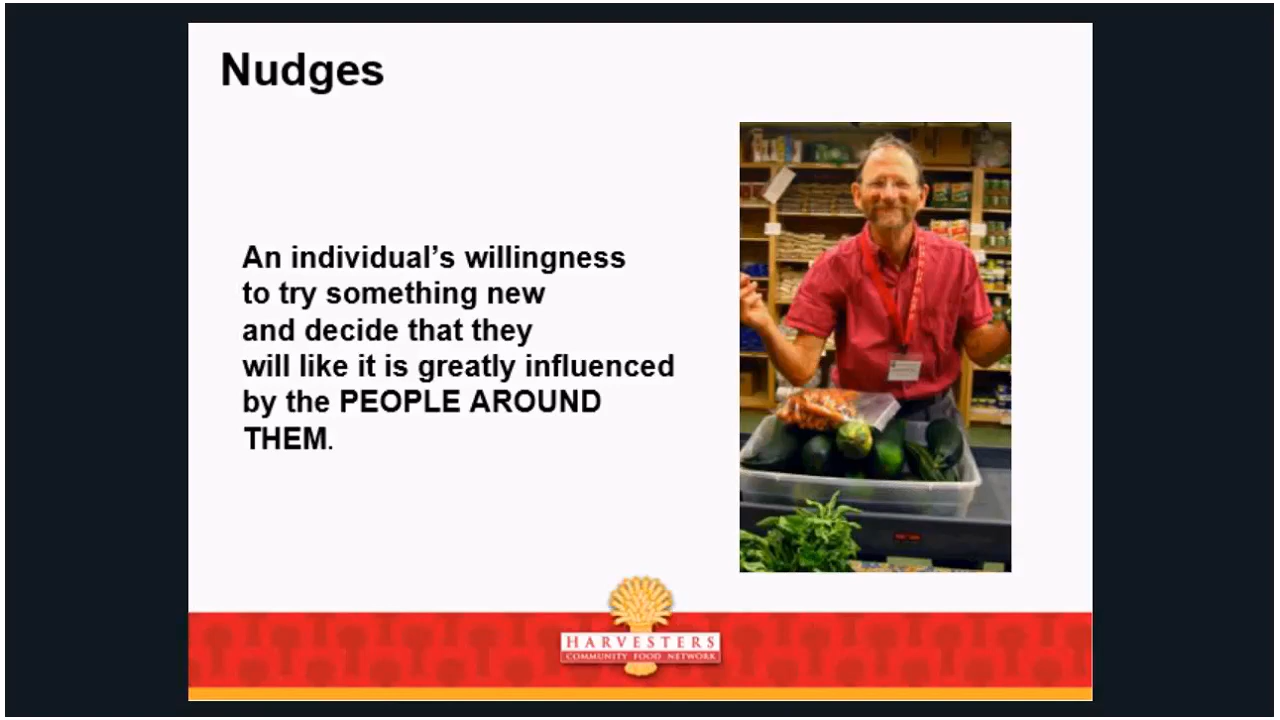 Nudges
An individual’s willingness
to try something new
and decide that they
will like it is greatly influenced
by the PEOPLE AROUND
THEM.
HARVESTERS
COMMUNITY FOOD NETWORK